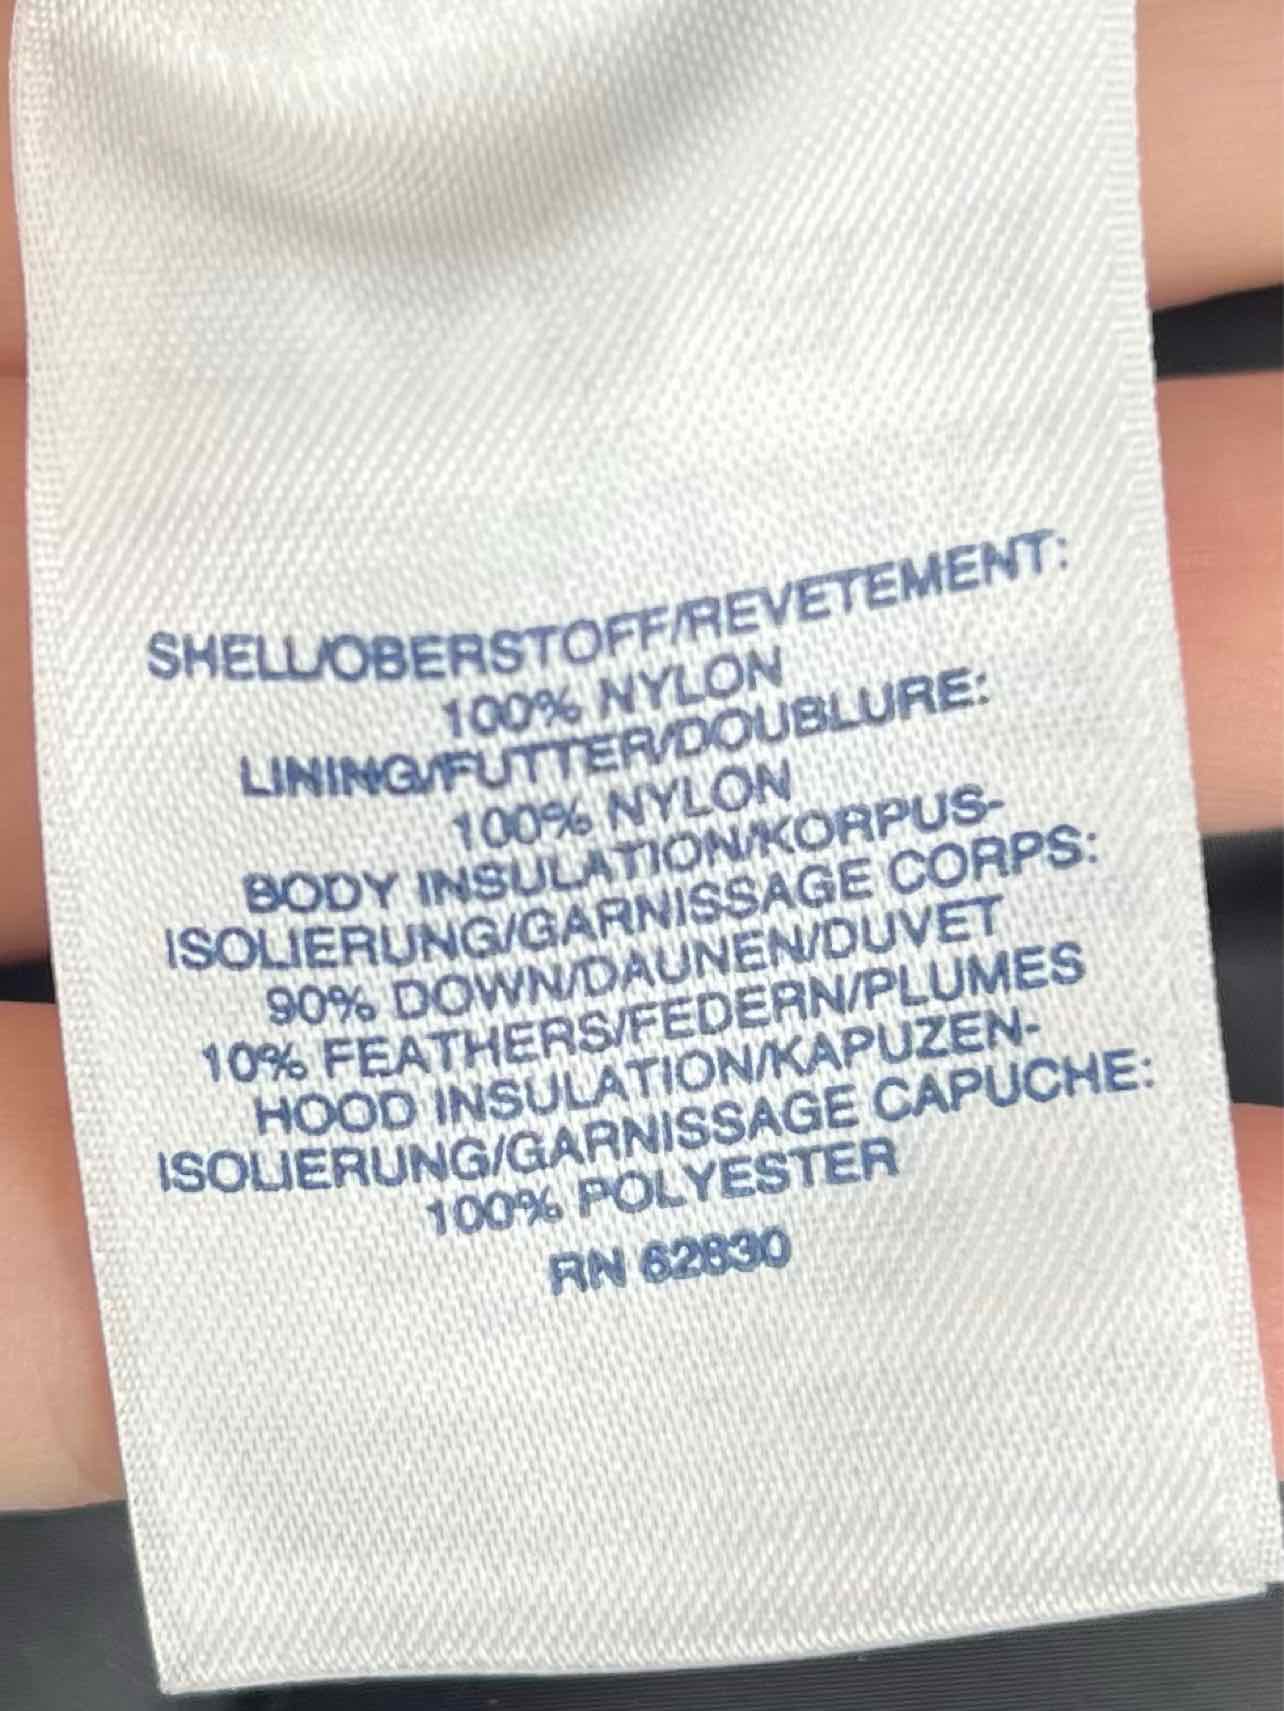 SHELL/OBERSTOFF/REVETEMENT:
100% NYLON
LINING/FUTTER/DOUBLURE:
100% NYLON
BODY INSULATION/KORPUS-
ISOLIERUNG/GARNISSAGE CORPS:
90% DOWN/DAUNEN/DUVET
10% FEATHERS/FEDERN/PLUMES
HOOD INSULATION/KAPUZEN-
ISOLIERUNG/GARNISSAGE CAPUCHE:
100% POLYESTER
RN 62830